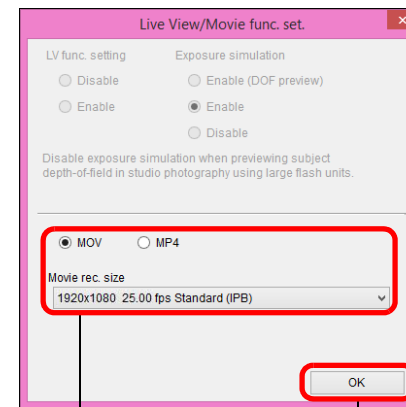 Live View/Movie func. set.
LV func. setting Exposure simulation
Disable Enable (DOF preview)
Enable Enable
Disable
Disable exposure simulation when previewing subject
depth-of-field in studio photography using large flash units.
MOV MP4
Movie rec. size
1920x1080 25.00 fps Standard (IPB)
OK